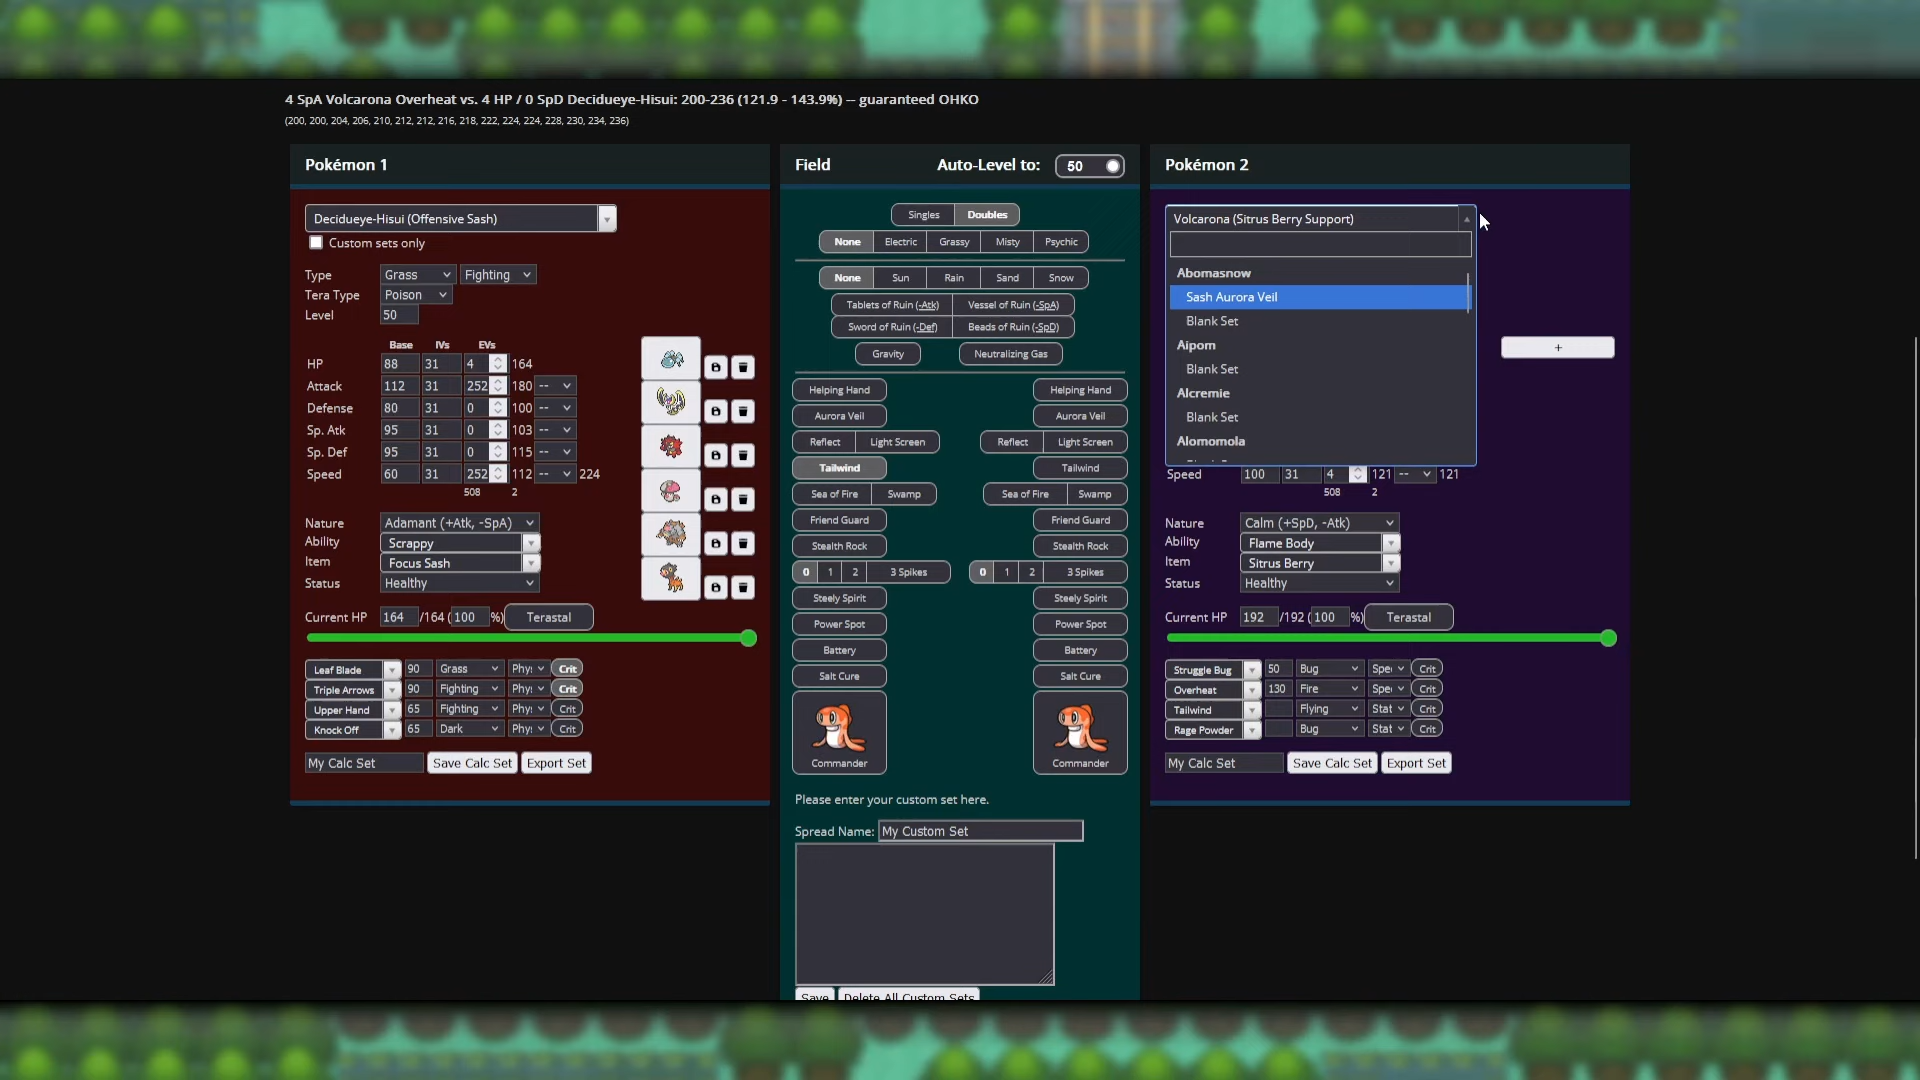 4 SpA Volcarona Overheat vs. 4 HP / 0 SpD Decidueye-Hisui: 200-236 (121.9 - 143.9%) -- guaranteed OHKO
(200, 200, 204, 206, 210, 212, 212, 216, 218, 222, 224, 224, 228, 230, 234, 236)
Pokémon 1
Decidueye-Hisui (Offensive Sash)
Custom sets only
Type Grass Fighting
Tera Type Poison
Level 50
Base IVs EVs
HP 88 31 4 164
Attack 112 31 252 180 --
Defense 80 31 0 100 --
Sp. Atk 95 31 0 103 --
Sp. Def 95 31 0 115 --
Speed 60 31 252 112 -- 224
508 2
Nature Adamant (+Atk, -SpA)
Ability Scrappy
Item Focus Sash
Status Healthy
Current HP 164 /164 (100 %) Terastal
Leaf Blade 90 Grass Phy: Crit
Triple Arrows 90 Fighting Phy: Crit
Upper Hand 65 Fighting Phy: Crit
Knock Off 65 Dark Phy: Crit
My Calc Set Save Calc Set Export Set
Field Auto-Level to: 50
Singles Doubles
None Electric Grassy Misty Psychic
None Sun Rain Sand Snow
Tablets of Ruin (-Atk) Vessel of Ruin (-SpA)
Sword of Ruin (-Def) Beads of Ruin (-SpD)
Gravity Neutralizing Gas
Helping Hand Helping Hand
Aurora Veil Aurora Veil
Reflect Light Screen Reflect Light Screen
Tailwind Tailwind
Sea of Fire Swamp Sea of Fire Swamp
Friend Guard Friend Guard
Stealth Rock Stealth Rock
0 1 2 3 Spikes 0 1 2 3 Spikes
Steely Spirit Steely Spirit
Power Spot Power Spot
Battery Battery
Salt Cure Salt Cure
Commander Commander
Please enter your custom set here.
Spread Name: My Custom Set
Save Delete All Custom Sets
Pokémon 2
Volcarona (Sitrus Berry Support)
Abomasnow
Sash Aurora Veil
Blank Set
Aipom
Blank Set
Alcremie
Blank Set
Alomomola
+
Speed 100 31 4 121 -- 121
508 2
Nature Calm (+SpD, -Atk)
Ability Flame Body
Item Sitrus Berry
Status Healthy
Current HP 192 /192 (100 %) Terastal
Struggle Bug 50 Bug Spe Crit
Overheat 130 Fire Spe Crit
Tailwind Flying Stat Crit
Rage Powder Bug Stat Crit
My Calc Set Save Calc Set Export Set